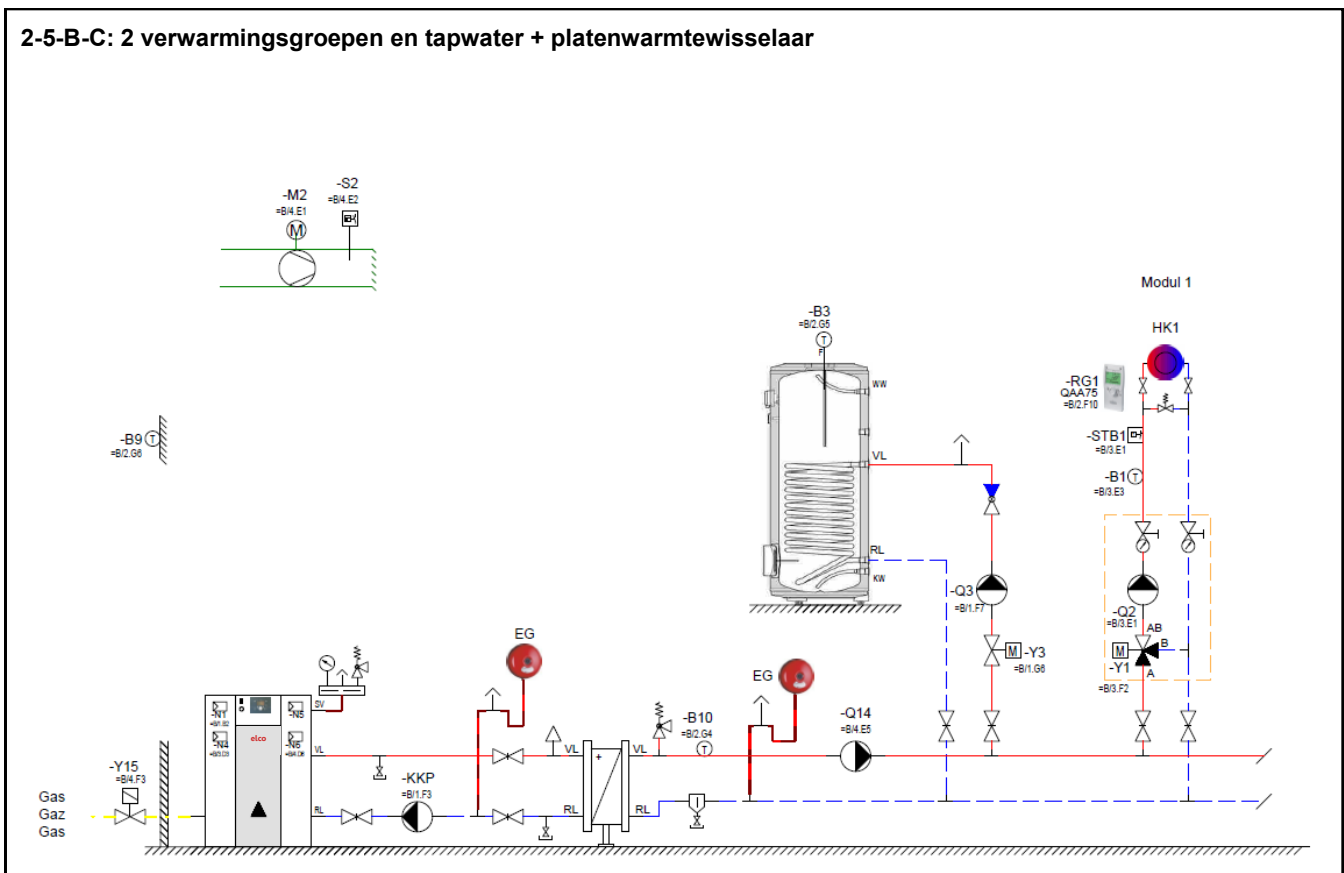 2-5-B-C: 2 verwarmingsgroepen en tapwater + platenwarmtewisselaar
-S2
=B/4.E2
-M2
=B/4.E1
M
Modul 1
-B3
=B/2.G5
T
F
HK1
WW
-RG1
QAA75
=B/2.F10
-B9
T
=B/2.G6
-STB1
=B/3.E1
VL
-B1
T
=B/3.E3
RL
KW
-Q3
=B/1.F7
-Q2
=B/3.E1
AB
B
M
-Y3
=B/1.G6
M
-Y1
A
=B/3.F2
EG
EG
SV
-N1
=B/1.B2
-N5
elco
-N4
-N6
VL
-B10
=B/2.G4
T
-Q14
=B/4.E5
VL
VL
+
-Y15
=B/4.F3
-KKP
=B/1.F3
RL
RL
RL
Gas
Gaz
Gas